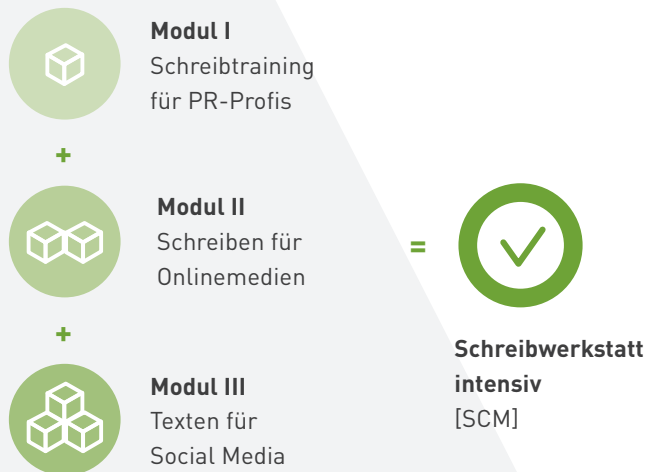 Modul I
Schreibtraining
für PR-Profis
+
Modul II
Schreiben für
Onlinemedien
+
Modul III
Texten für
Social Media
=
Schreibwerkstatt
intensiv
[SCM]